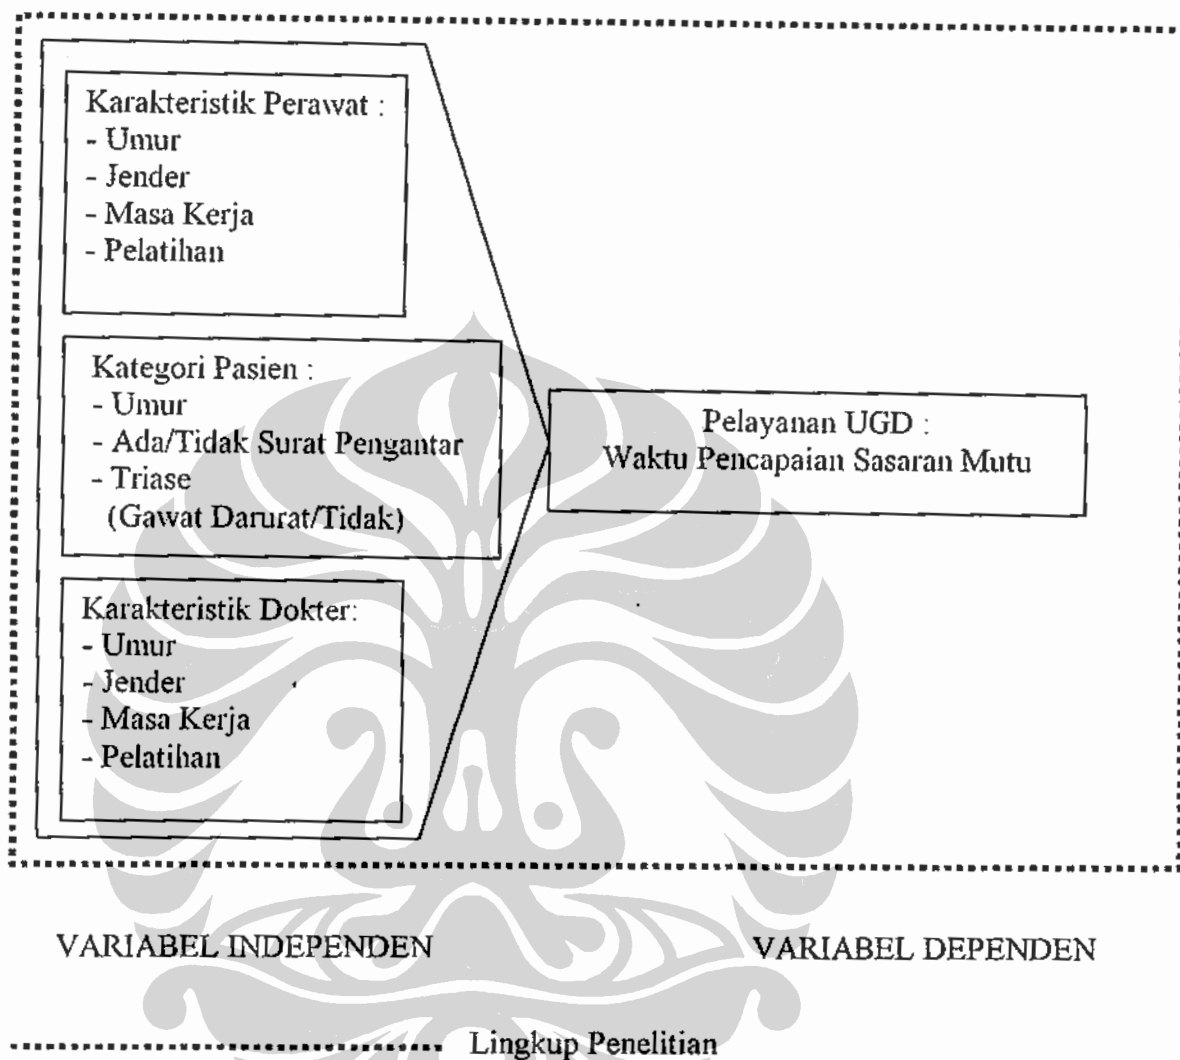 Karakteristik Perawat :
- Umur
- Jender
- Masa Kerja
- Pelatihan
Kategori Pasien :
- Umur
- Ada/Tidak Surat Pengantar
- Triase
(Gawat Darurat/Tidak)
Karakteristik Dokter:
- Umur
- Jender
- Masa Kerja
- Pelatihan
Pelayanan UGD :
Waktu Pencapaian Sasaran Mutu
VARIABEL INDEPENDEN
VARIABEL DEPENDEN
Lingkup Penelitian